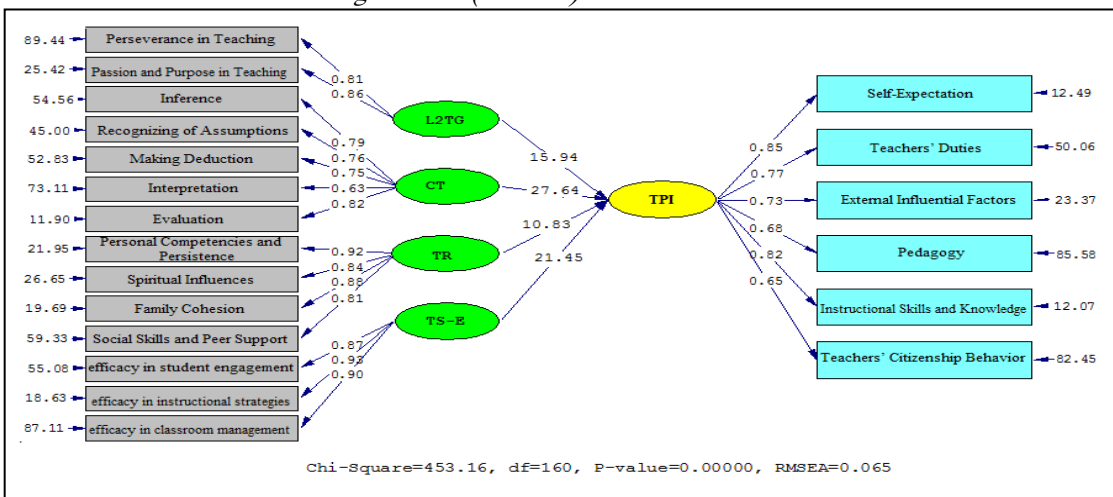 89.44 Perseverance in Teaching
25.42 Passion and Purpose in Teaching
54.56 Inference
45.00 Recognizing of Assumptions
52.83 Making Deduction
73.11 Interpretation
11.90 Evaluation
21.95 Personal Competencies and
Persistence
26.65 Spiritual Influences
19.69 Family Cohesion
59.33 Social Skills and Peer Support
55.08 efficacy in student engagement
18.63 efficacy in instructional strategies
87.11 efficacy in classroom management
0.81
0.86
0.79
0.76
0.75
0.63
0.82
0.92
0.84
0.88
0.81
0.87
0.93
0.90
L2TG
CT
TR
TS-E
15.94
27.64
10.83
21.45
TPI
0.85
0.77
0.73
0.68
0.82
0.65
Self-Expectation 12.49
Teachers' Duties 50.06
External Influential Factors 23.37
Pedagogy 85.58
Instructional Skills and Knowledge 12.07
Teachers' Citizenship Behavior 82.45
Chi-Square=453.16, df=160, P-value=0.00000, RMSEA=0.065